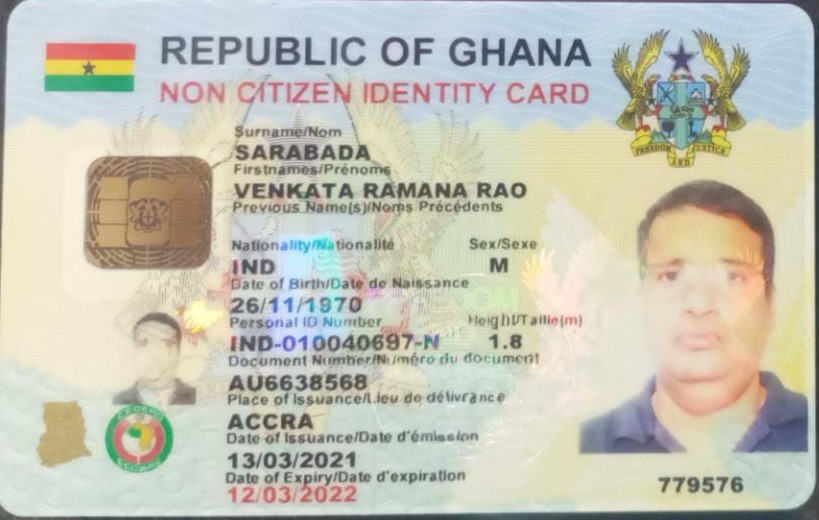 REPUBLIC OF GHANA
NON CITIZEN IDENTITY CARD
Surname/Nom
SARABADA
Firstnames/Prénoms
VENKATA RAMANA RAO
Previous Name(s)/Noms Précédents
Nationality/Nationalité Sex/Sexe
IND M
Date of Birth/Date de Naissance
26/11/1970
Personal ID Number Height/Taille(m)
IND-010040697-N 1.8
Document Number/Numéro du document
AU6638568
Place of Issuance/Lieu de délivrance
ACCRA
Date of Issuance/Date d'émission
13/03/2021
Date of Expiry/Date d'expiration
12/03/2022
779576
FREEDOM AND JUSTICE
CEDEAO
ECOWAS